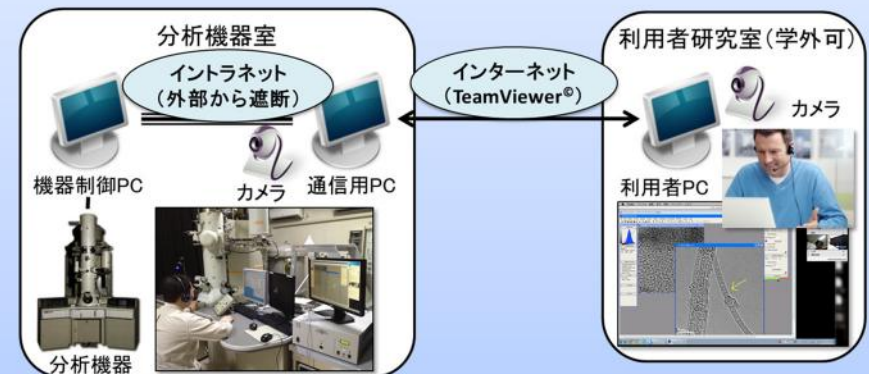 分析機器室
イントラネット
(外部から遮断)
機器制御PC
カメラ
通信用PC
分析機器
インターネット
(TeamViewer©)
利用者研究室(学外可)
カメラ
利用者PC